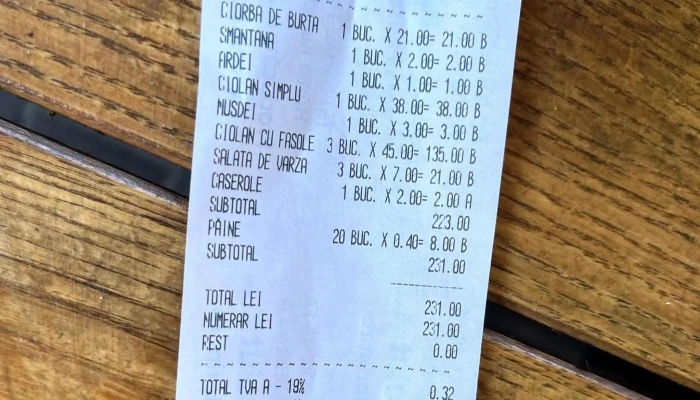 ~ ~ ~ ~ ~ ~ ~ ~ ~ ~ ~ ~ ~ ~ ~ ~
CIORBA DE BURTA 1 BUC. X 21.00= 21.00 B
SMANTANA 1 BUC. X 2.00= 2.00 B
ARDEI 1 BUC. X 1.00= 1.00 B
CIOLAN SIMPLU 1 BUC. X 38.00= 38.00 B
MUSDEI 1 BUC. X 3.00= 3.00 B
CIOLAN CU FASOLE 3 BUC. X 45.00= 135.00 B
SALATA DE VARZA 3 BUC. X 7.00= 21.00 B
CASEROLE 1 BUC. X 2.00= 2.00 A
SUBTOTAL 223.00
PAINE 20 BUC. X 0.40= 8.00 B
SUBTOTAL 231.00
--------------
TOTAL LEI 231.00
NUMERAR LEI 231.00
REST 0.00
~ ~ ~ ~ ~ ~ ~ ~ ~ ~ ~ ~ ~ ~ ~ ~
TOTAL TVA A - 19% 0.32